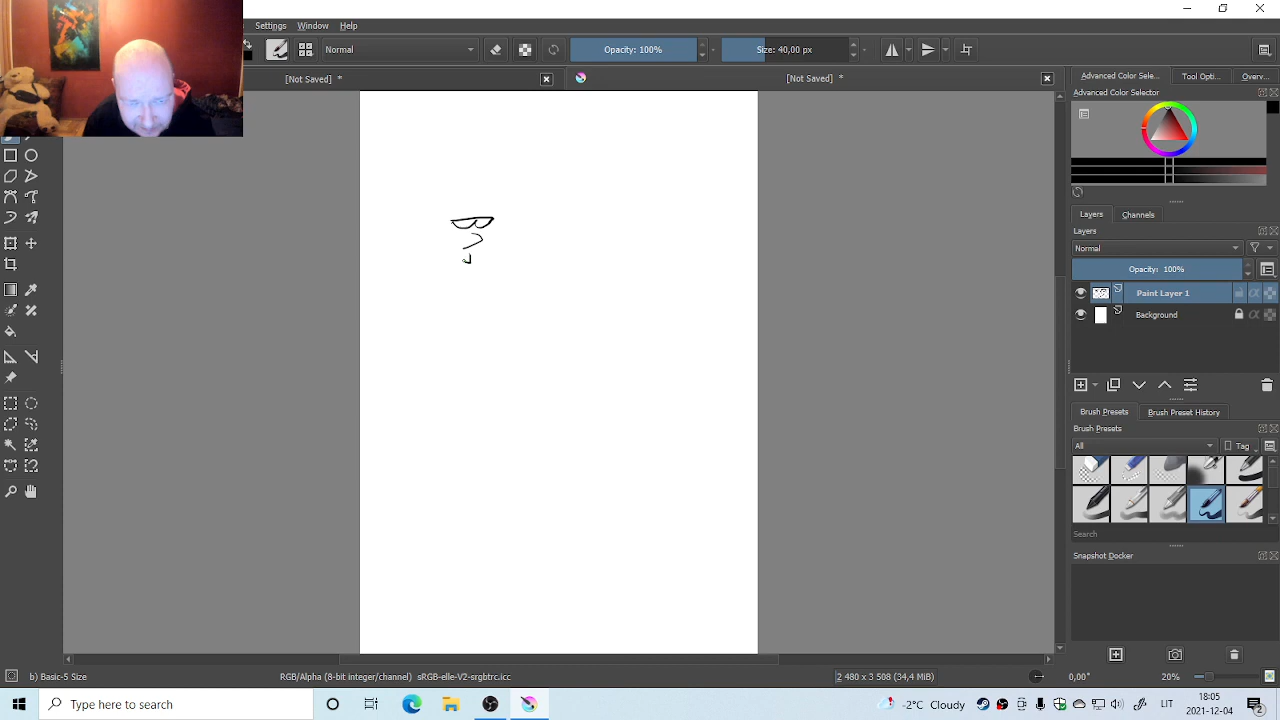 Settings Window Help
Normal Opacity: 100% Size: 40,00 px
[Not Saved] * [Not Saved] * Advanced Color Sele... Tool Opti... Overv...
Advanced Color Selector
Layers Channels
Layers
Normal
Opacity: 100%
Paint Layer 1
Background
Brush Presets Brush Preset History
Brush Presets
All Tag
Search
Snapshot Docker
b) Basic-5 Size RGB/Alpha (8-bit integer/channel) sRGB-elle-V2-srgbtrc.icc 2 480 x 3 508 (34,4 MiB) 0,00° 20%
Type here to search -2°C Cloudy LIT 18:05
2021-12-04 2